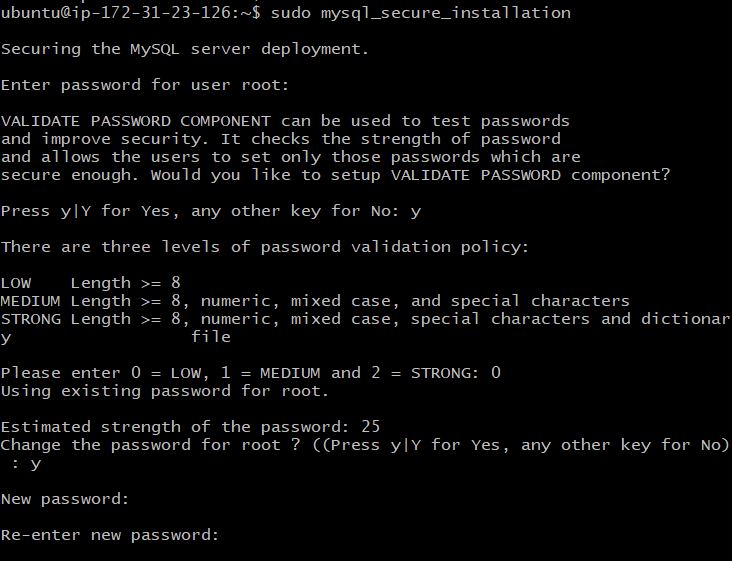 ubuntu@ip-172-31-23-126:~$ sudo mysql_secure_installation
Securing the MySQL server deployment.
Enter password for user root:
VALIDATE PASSWORD COMPONENT can be used to test passwords
and improve security. It checks the strength of password
and allows the users to set only those passwords which are
secure enough. Would you like to setup VALIDATE PASSWORD component?
Press y|Y for Yes, any other key for No: y
There are three levels of password validation policy:
LOW    Length >= 8
MEDIUM Length >= 8, numeric, mixed case, and special characters
STRONG Length >= 8, numeric, mixed case, special characters and dictionar
y                  file
Please enter 0 = LOW, 1 = MEDIUM and 2 = STRONG: 0
Using existing password for root.
Estimated strength of the password: 25
Change the password for root ? ((Press y|Y for Yes, any other key for No)
 : y
New password:
Re-enter new password: